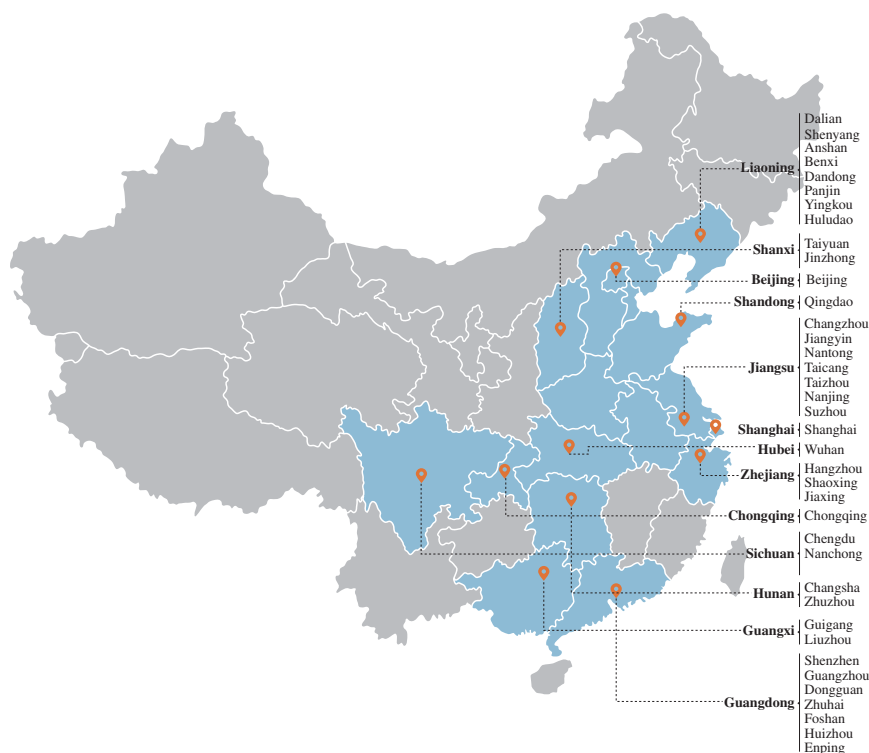 Liaoning
Dalian
Shenyang
Anshan
Benxi
Dandong
Panjin
Yingkou
Huludao
Shanxi
Taiyuan
Jinzhong
Beijing
Beijing
Shandong
Qingdao
Jiangsu
Changzhou
Jiangyin
Nantong
Taicang
Taizhou
Nanjing
Suzhou
Shanghai
Shanghai
Hubei
Wuhan
Zhejiang
Hangzhou
Shaoxing
Jiaxing
Chongqing
Chongqing
Sichuan
Chengdu
Nanchong
Hunan
Changsha
Zhuzhou
Guangxi
Guigang
Liuzhou
Guangdong
Shenzhen
Guangzhou
Dongguan
Zhuhai
Foshan
Huizhou
Enping